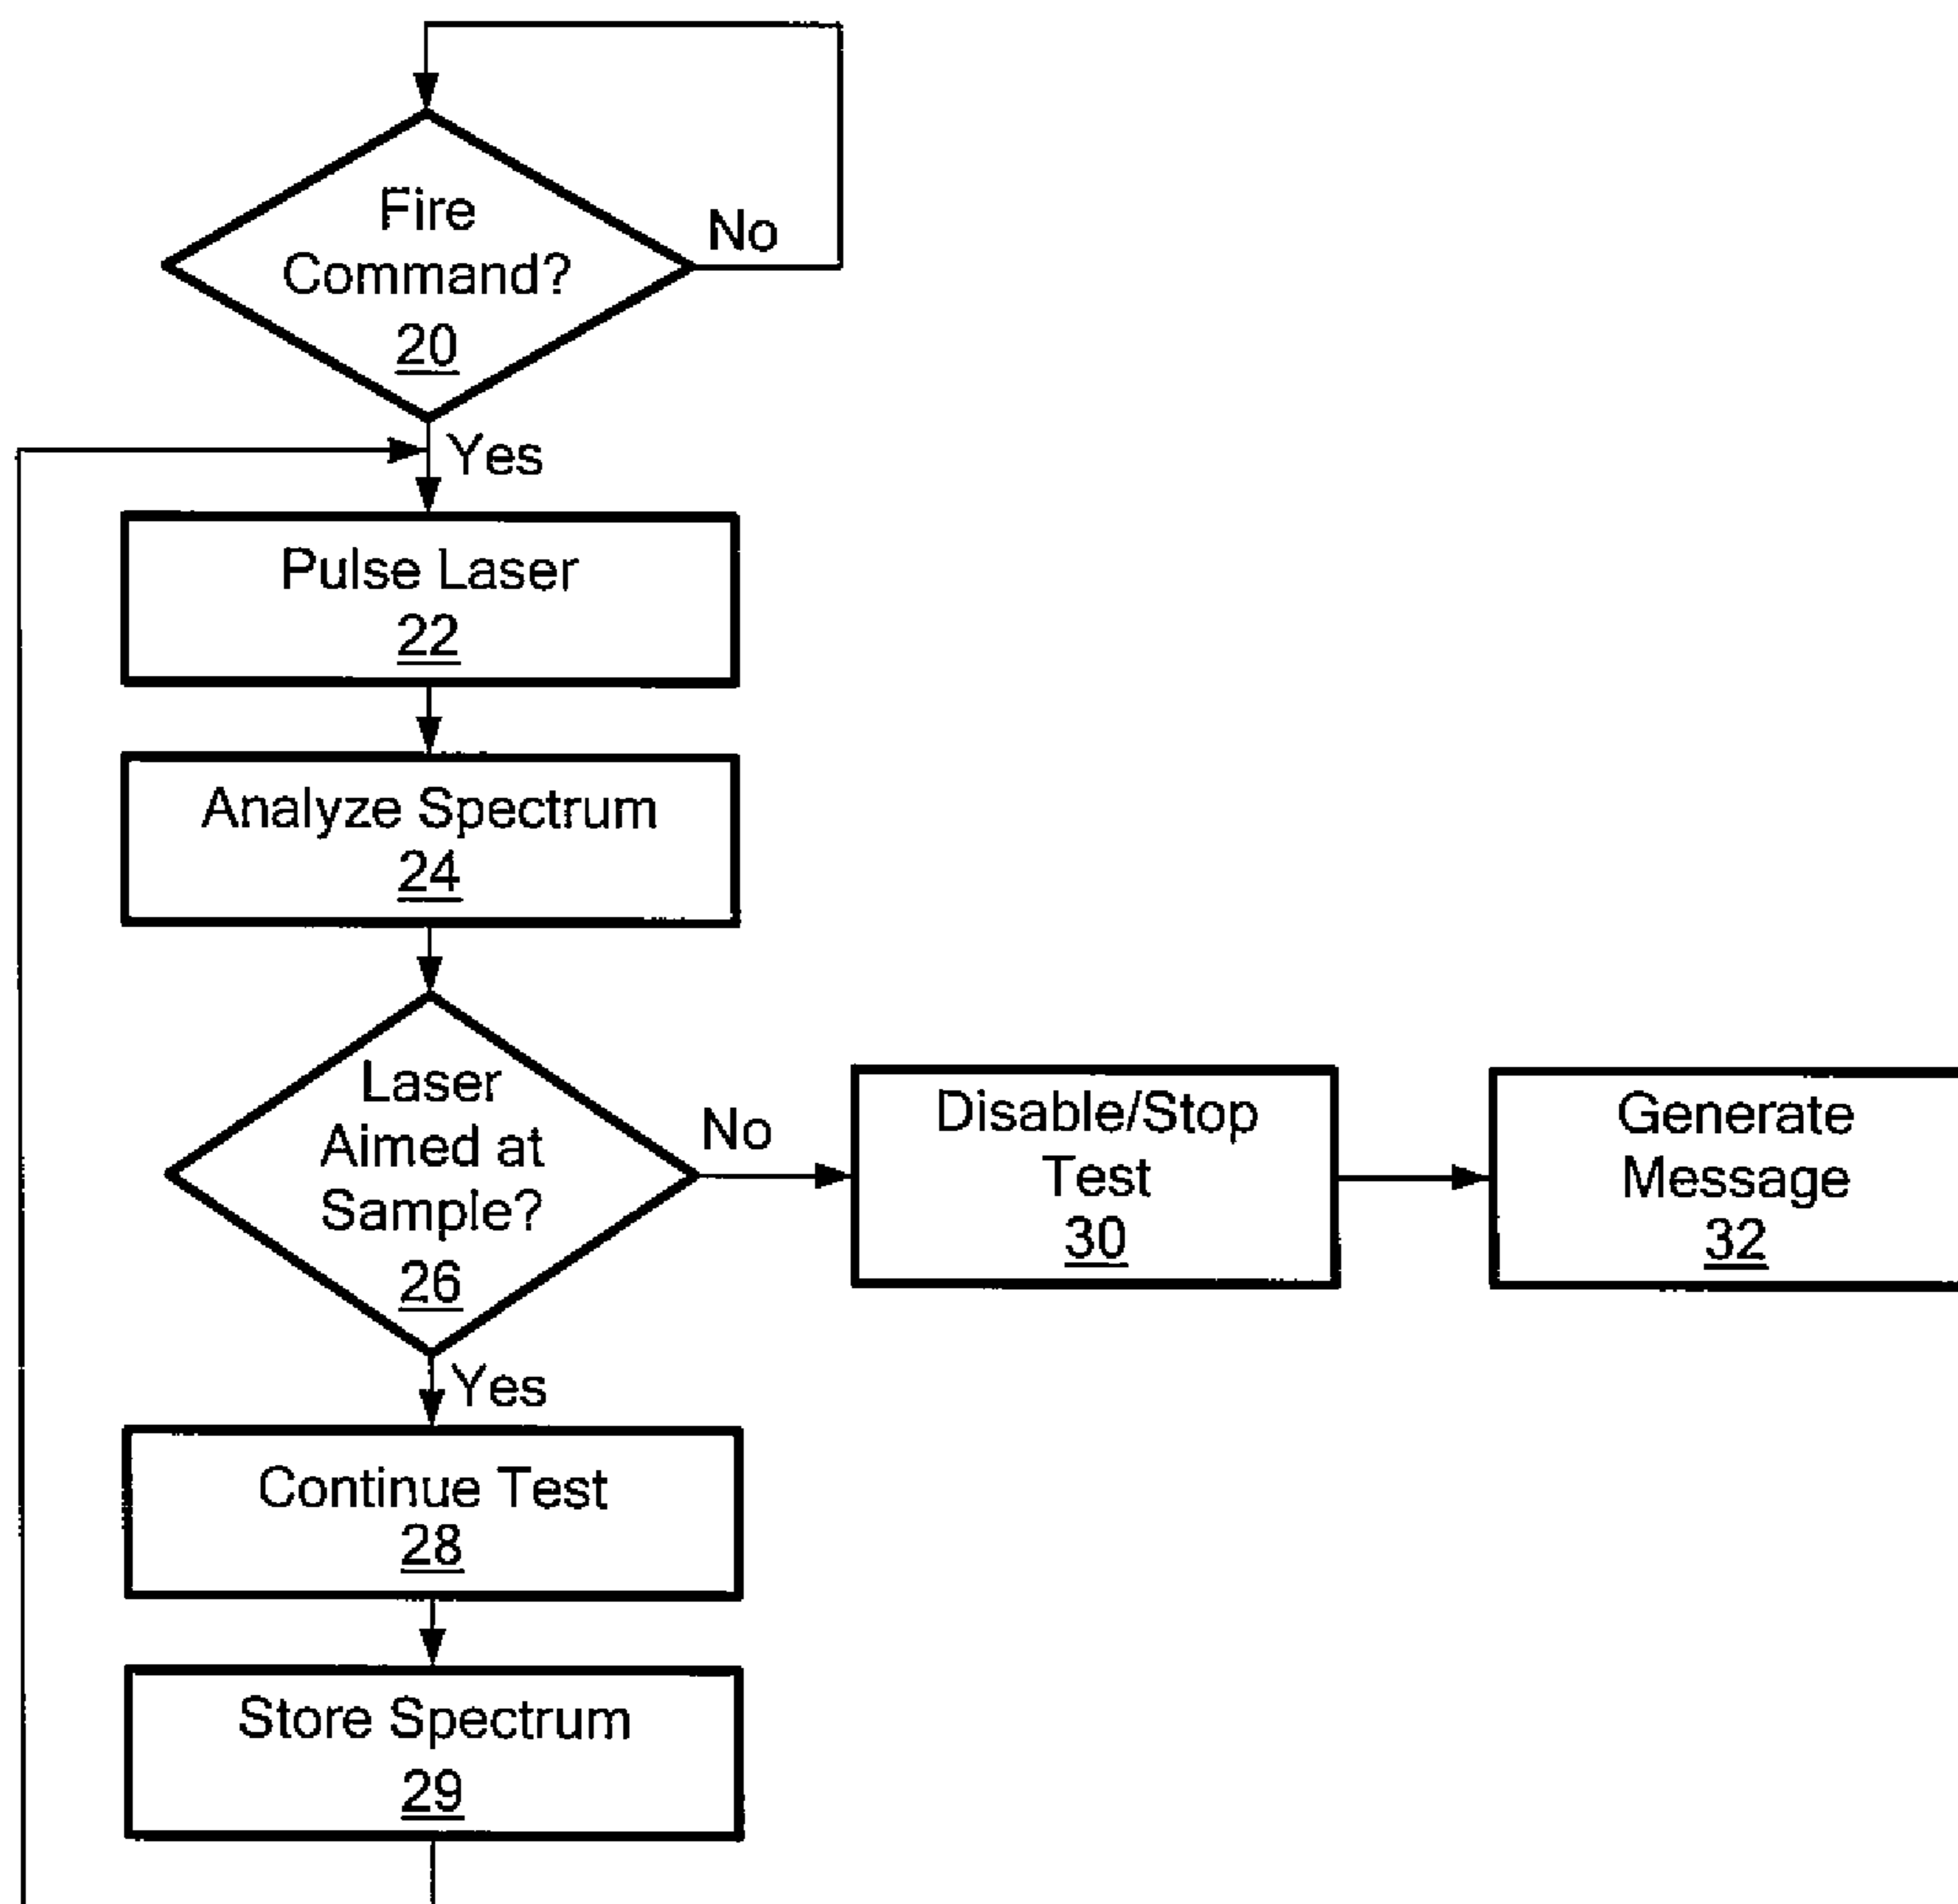 Fire
Command?
20
No
Yes
Pulse Laser
22
Analyze Spectrum
24
Laser
Aimed at
Sample?
26
No
Disable/Stop
Test
30
Generate
Message
32
Yes
Continue Test
28
Store Spectrum
29